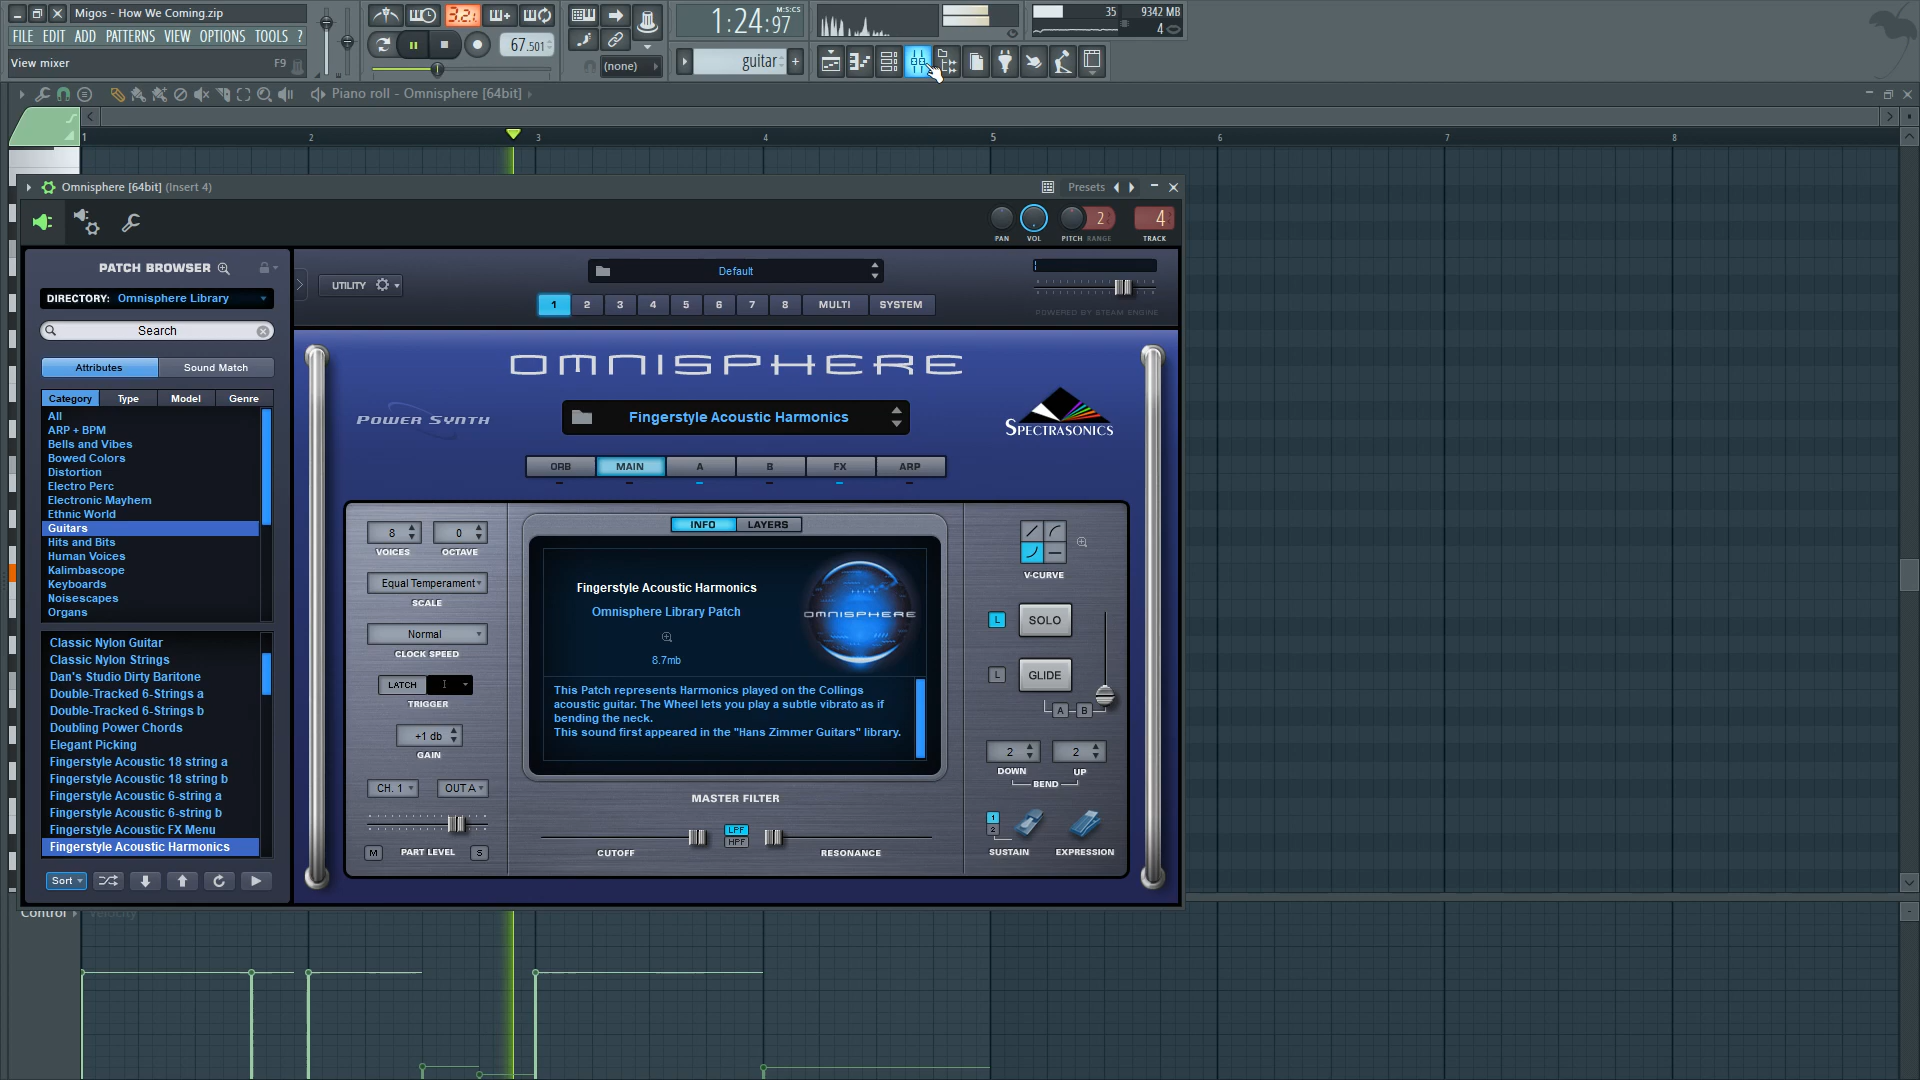 Migos - How We Coming.zip
FILE EDIT ADD PATTERNS VIEW OPTIONS TOOLS ?
View mixer F9
3.2.
67.501
(none)
1:24:97 M:S:CS
guitar
35 9342 MB
4
Piano roll - Omnisphere [64bit]
1 2 3 4 5 6 7 8
Omnisphere [64bit] (Insert 4)
Presets
2 4
PAN VOL PITCH RANGE TRACK
PATCH BROWSER
DIRECTORY: Omnisphere Library
Search
Attributes Sound Match
Category Type Model Genre
All
ARP + BPM
Bells and Vibes
Bowed Colors
Distortion
Electro Perc
Electronic Mayhem
Ethnic World
Guitars
Hits and Bits
Human Voices
Kalimbascope
Keyboards
Noisescapes
Organs
Classic Nylon Guitar
Classic Nylon Strings
Dan's Studio Dirty Baritone
Double-Tracked 6-Strings a
Double-Tracked 6-Strings b
Doubling Power Chords
Elegant Picking
Fingerstyle Acoustic 18 string a
Fingerstyle Acoustic 18 string b
Fingerstyle Acoustic 6-string a
Fingerstyle Acoustic 6-string b
Fingerstyle Acoustic FX Menu
Fingerstyle Acoustic Harmonics
Sort
UTILITY
Default
1 2 3 4 5 6 7 8 MULTI SYSTEM
POWERED BY STEAM ENGINE
OMNISPHERE
POWER SYNTH
Fingerstyle Acoustic Harmonics
SPECTRASONICS
ORB MAIN A B FX ARP
8 0
VOICES OCTAVE
Equal Temperament
SCALE
Normal
CLOCK SPEED
LATCH
TRIGGER
+1 db
GAIN
CH. 1 OUT A
M PART LEVEL S
INFO LAYERS
Fingerstyle Acoustic Harmonics
Omnisphere Library Patch
8.7mb
OMNISPHERE
This Patch represents Harmonics played on the Collings
acoustic guitar. The Wheel lets you play a subtle vibrato as if
bending the neck.
This sound first appeared in the "Hans Zimmer Guitars" library.
MASTER FILTER
LPF
HPF
CUTOFF RESONANCE
V-CURVE
L SOLO
L GLIDE
A B
2 2
DOWN UP
BEND
1
2
SUSTAIN EXPRESSION
Control Velocity